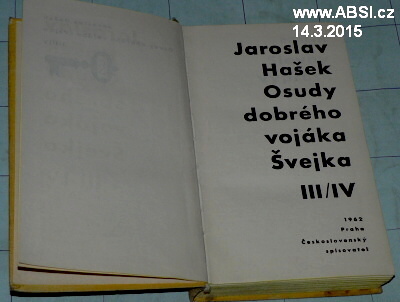 www.ABSI.cz
14.3.2015
Jaroslav
Hašek
Osudy
dobrého
vojáka
Švejka
III/IV
1962
Praha
Československý
spisovatel